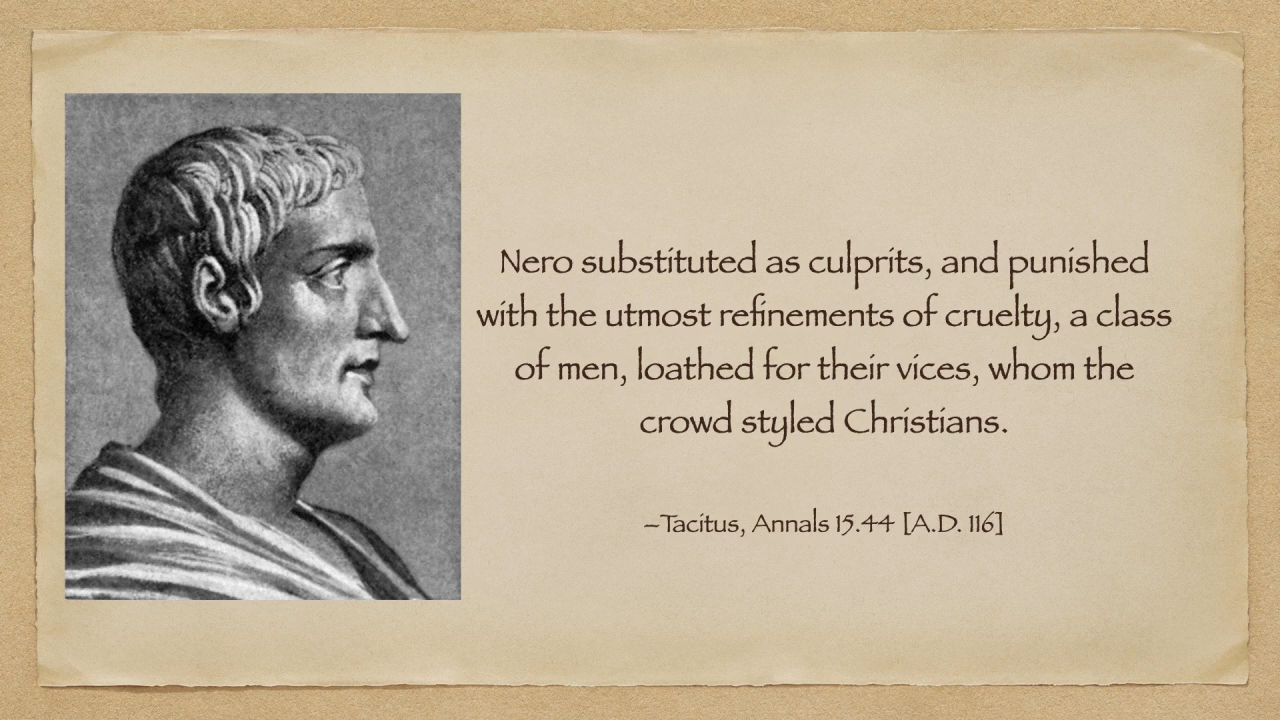 Nero substituted as culprits, and punished
with the utmost refinements of cruelty, a class
of men, loathed for their vices, whom the
crowd styled Christians.
–Tacitus, Annals 15.44 [A.D. 116]